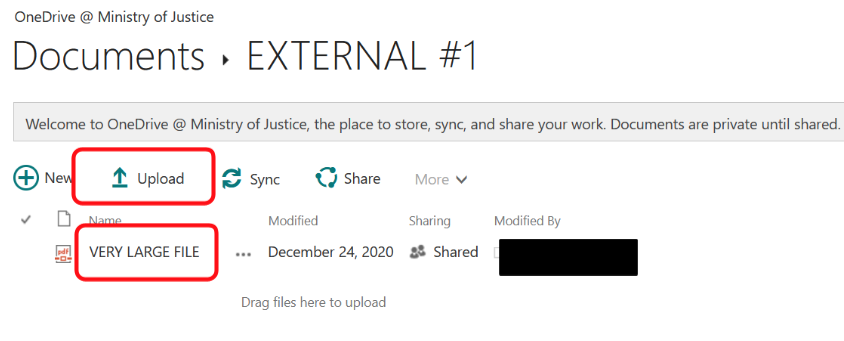 OneDrive @ Ministry of Justice
Documents ▸ EXTERNAL #1
Welcome to OneDrive @ Ministry of Justice, the place to store, sync, and share your work. Documents are private until shared.
New Upload Sync Share More
Name Modified Sharing Modified By
pdf VERY LARGE FILE ... December 24, 2020 Shared
Drag files here to upload